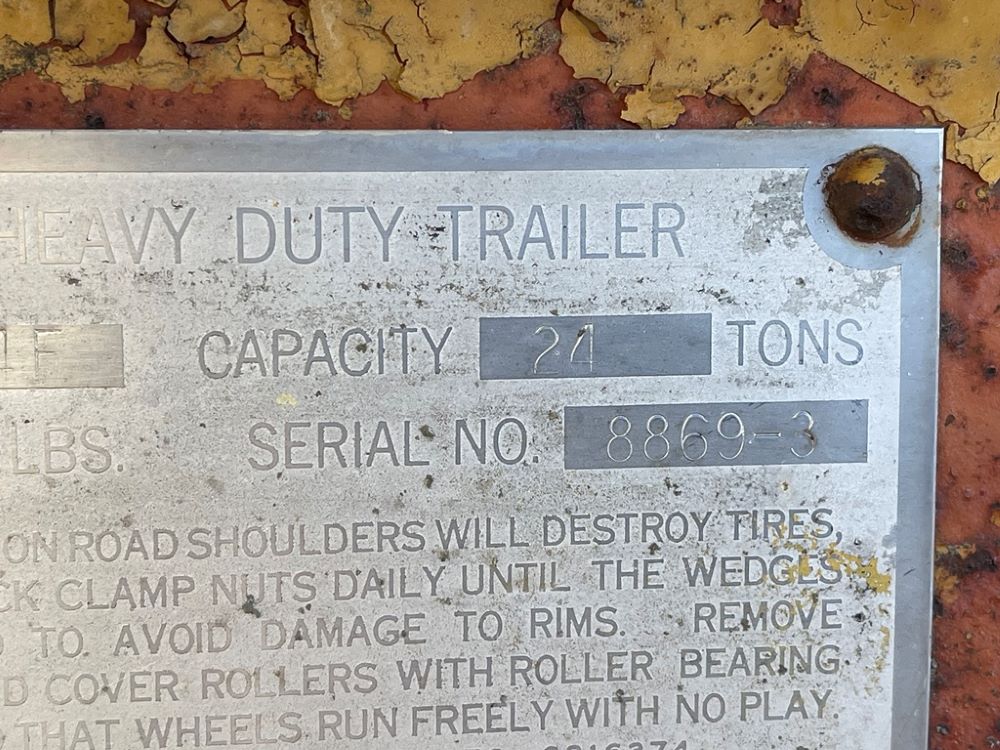 HEAVY DUTY TRAILER
CAPACITY 24 TONS
LBS. SERIAL NO. 8869-3
ON ROAD SHOULDERS WILL DESTROY TIRES,
CK CLAMP NUTS DAILY UNTIL THE WEDGES
TO AVOID DAMAGE TO RIMS. REMOVE
D COVER ROLLERS WITH ROLLER BEARING
THAT WHEELS RUN FREELY WITH NO PLAY.